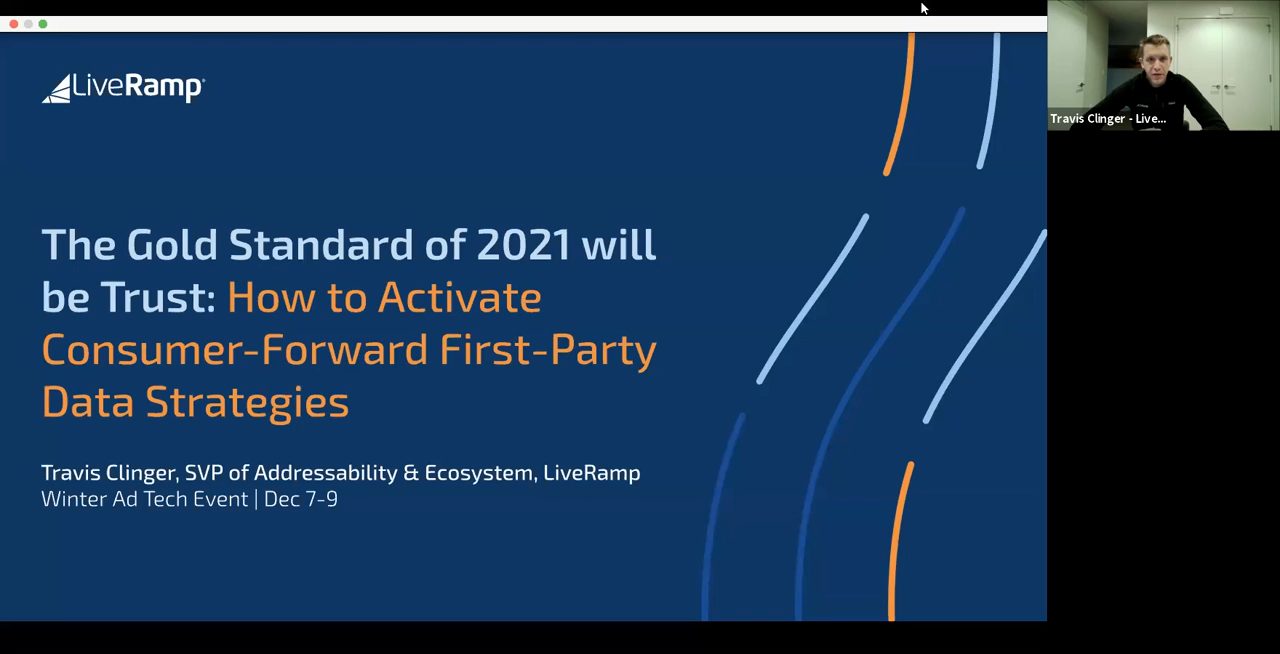 LiveRamp
The Gold Standard of 2021 will
be Trust: How to Activate
Consumer-Forward First-Party
Data Strategies
Travis Clinger, SVP of Addressability & Ecosystem, LiveRamp
Winter Ad Tech Event | Dec 7-9
Travis Clinger - Live...